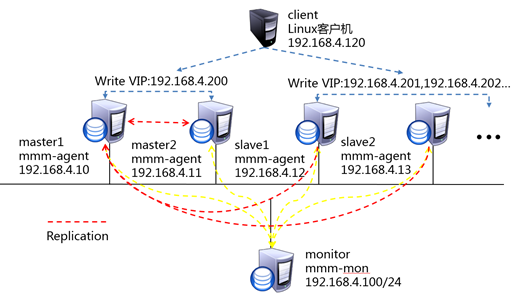 client
Linux客户机
192.168.4.120
Write VIP:192.168.4.200
Write VIP:192.168.4.201,192.168.4.202...
master1
mmm-agent
192.168.4.10
master2
mmm-agent
192.168.4.11
slave1
mmm-agent
192.168.4.12
slave2
mmm-agent
192.168.4.13
...
Replication
monitor
mmm-mon
192.168.4.100/24